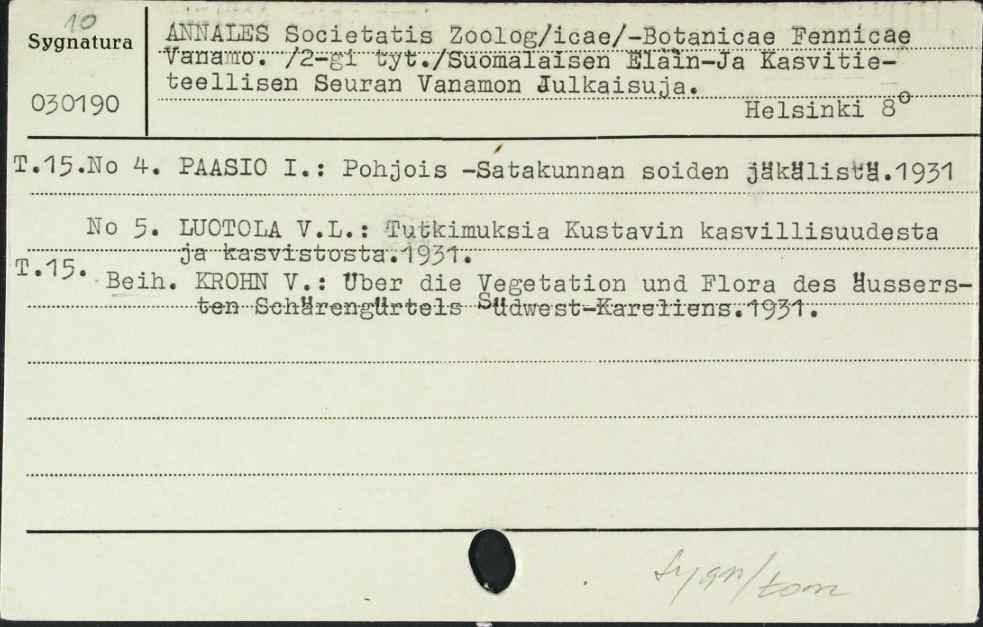 10
Sygnatura
030190
ANNALES Societatis Zoolog/icae/-Botanicae Fennicae
Vanamo. /2-gi tyt./Suomalaisen Eläin-Ja Kasvitie-
teellisen Seuran Vanamon Julkaisuja.
Helsinki 8°
T.15.No 4. PAASIO I.: Pohjois -Satakunnan soiden jäkälistä.1931
No 5. LUOTOLA V.L.: Tutkimuksia Kustavin kasvillisuudesta
ja kasvistosta.1931.
T.15. Beih. KROHN V.: Über die Vegetation und Flora des äussers-
ten Schärengürtels Südwest-Kareliens.1931.
sygn/tom